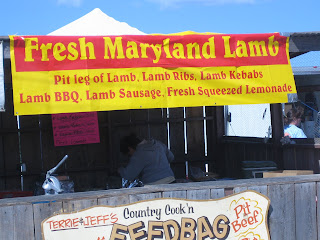 Fresh Maryland Lamb
Pit leg of Lamb, Lamb Ribs, Lamb Kebabs
Lamb BBQ, Lamb Sausage, Fresh Squeezed Lemonade
TERRIE & JEFF'S
Country Cook'n
FEEDBAG
Pit
BEEF